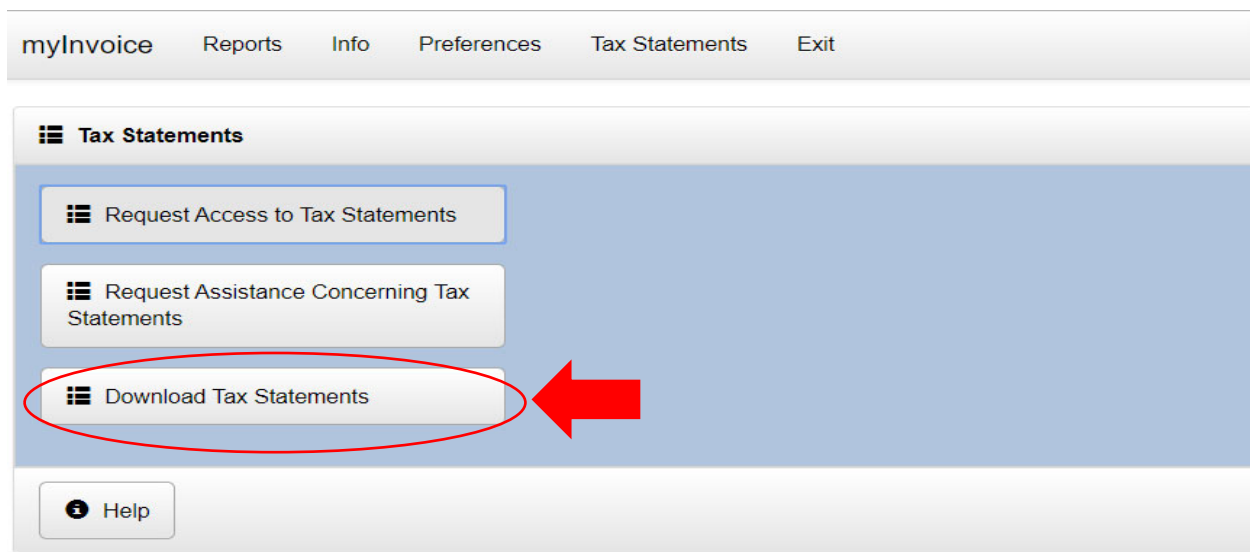 myInvoice Reports Info Preferences Tax Statements Exit
Tax Statements
Request Access to Tax Statements
Request Assistance Concerning Tax
Statements
Download Tax Statements
Help